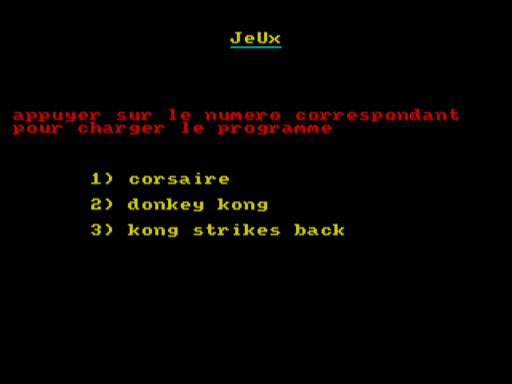 JeUx
appuyer sur le numero correspondant
pour charger le programme
1) corsaire
2) donkey kong
3) kong strikes back